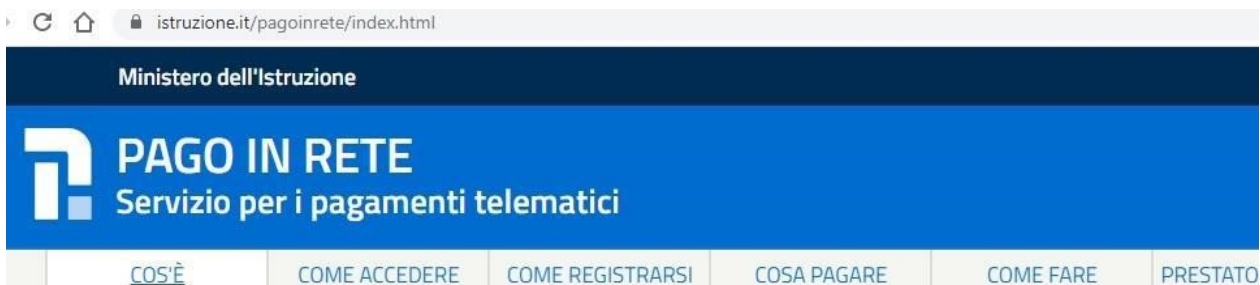 istruzione.it/pagoinrete/index.html
Ministero dell'Istruzione
PAGO IN RETE
Servizio per i pagamenti telematici
COS'È COME ACCEDERE COME REGISTRARSI COSA PAGARE COME FARE PRESTATO